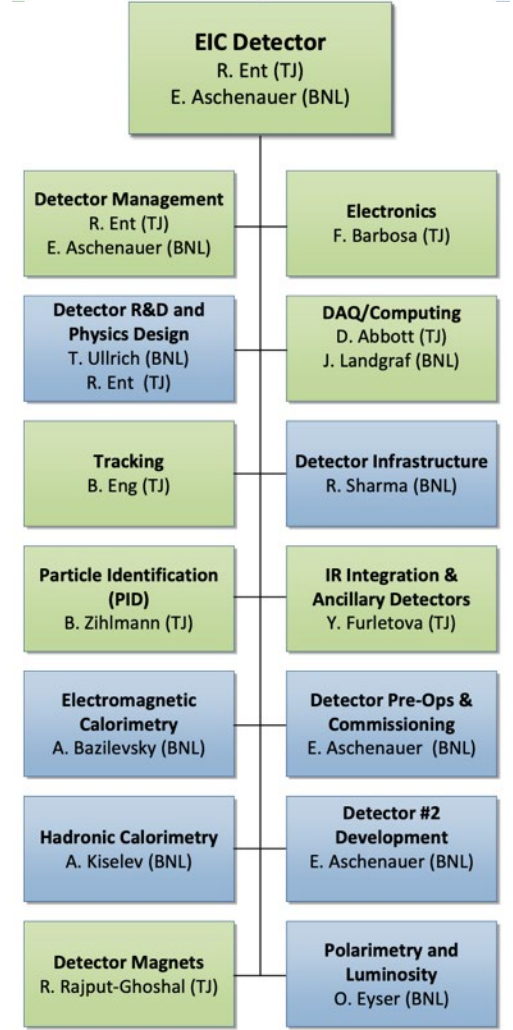 EIC Detector
R. Ent (TJ)
E. Aschenauer (BNL)
Detector Management
R. Ent (TJ)
E. Aschenauer (BNL)
Electronics
F. Barbosa (TJ)
Detector R&D and
Physics Design
T. Ullrich (BNL)
R. Ent (TJ)
DAQ/Computing
D. Abbott (TJ)
J. Landgraf (BNL)
Tracking
B. Eng (TJ)
Detector Infrastructure
R. Sharma (BNL)
Particle Identification
(PID)
B. Zihlmann (TJ)
IR Integration &
Ancillary Detectors
Y. Furletova (TJ)
Electromagnetic
Calorimetry
A. Bazilevsky (BNL)
Detector Pre-Ops &
Commissioning
E. Aschenauer (BNL)
Hadronic Calorimetry
A. Kiselev (BNL)
Detector #2
Development
E. Aschenauer (BNL)
Detector Magnets
R. Rajput-Ghoshal (TJ)
Polarimetry and
Luminosity
O. Eyser (BNL)